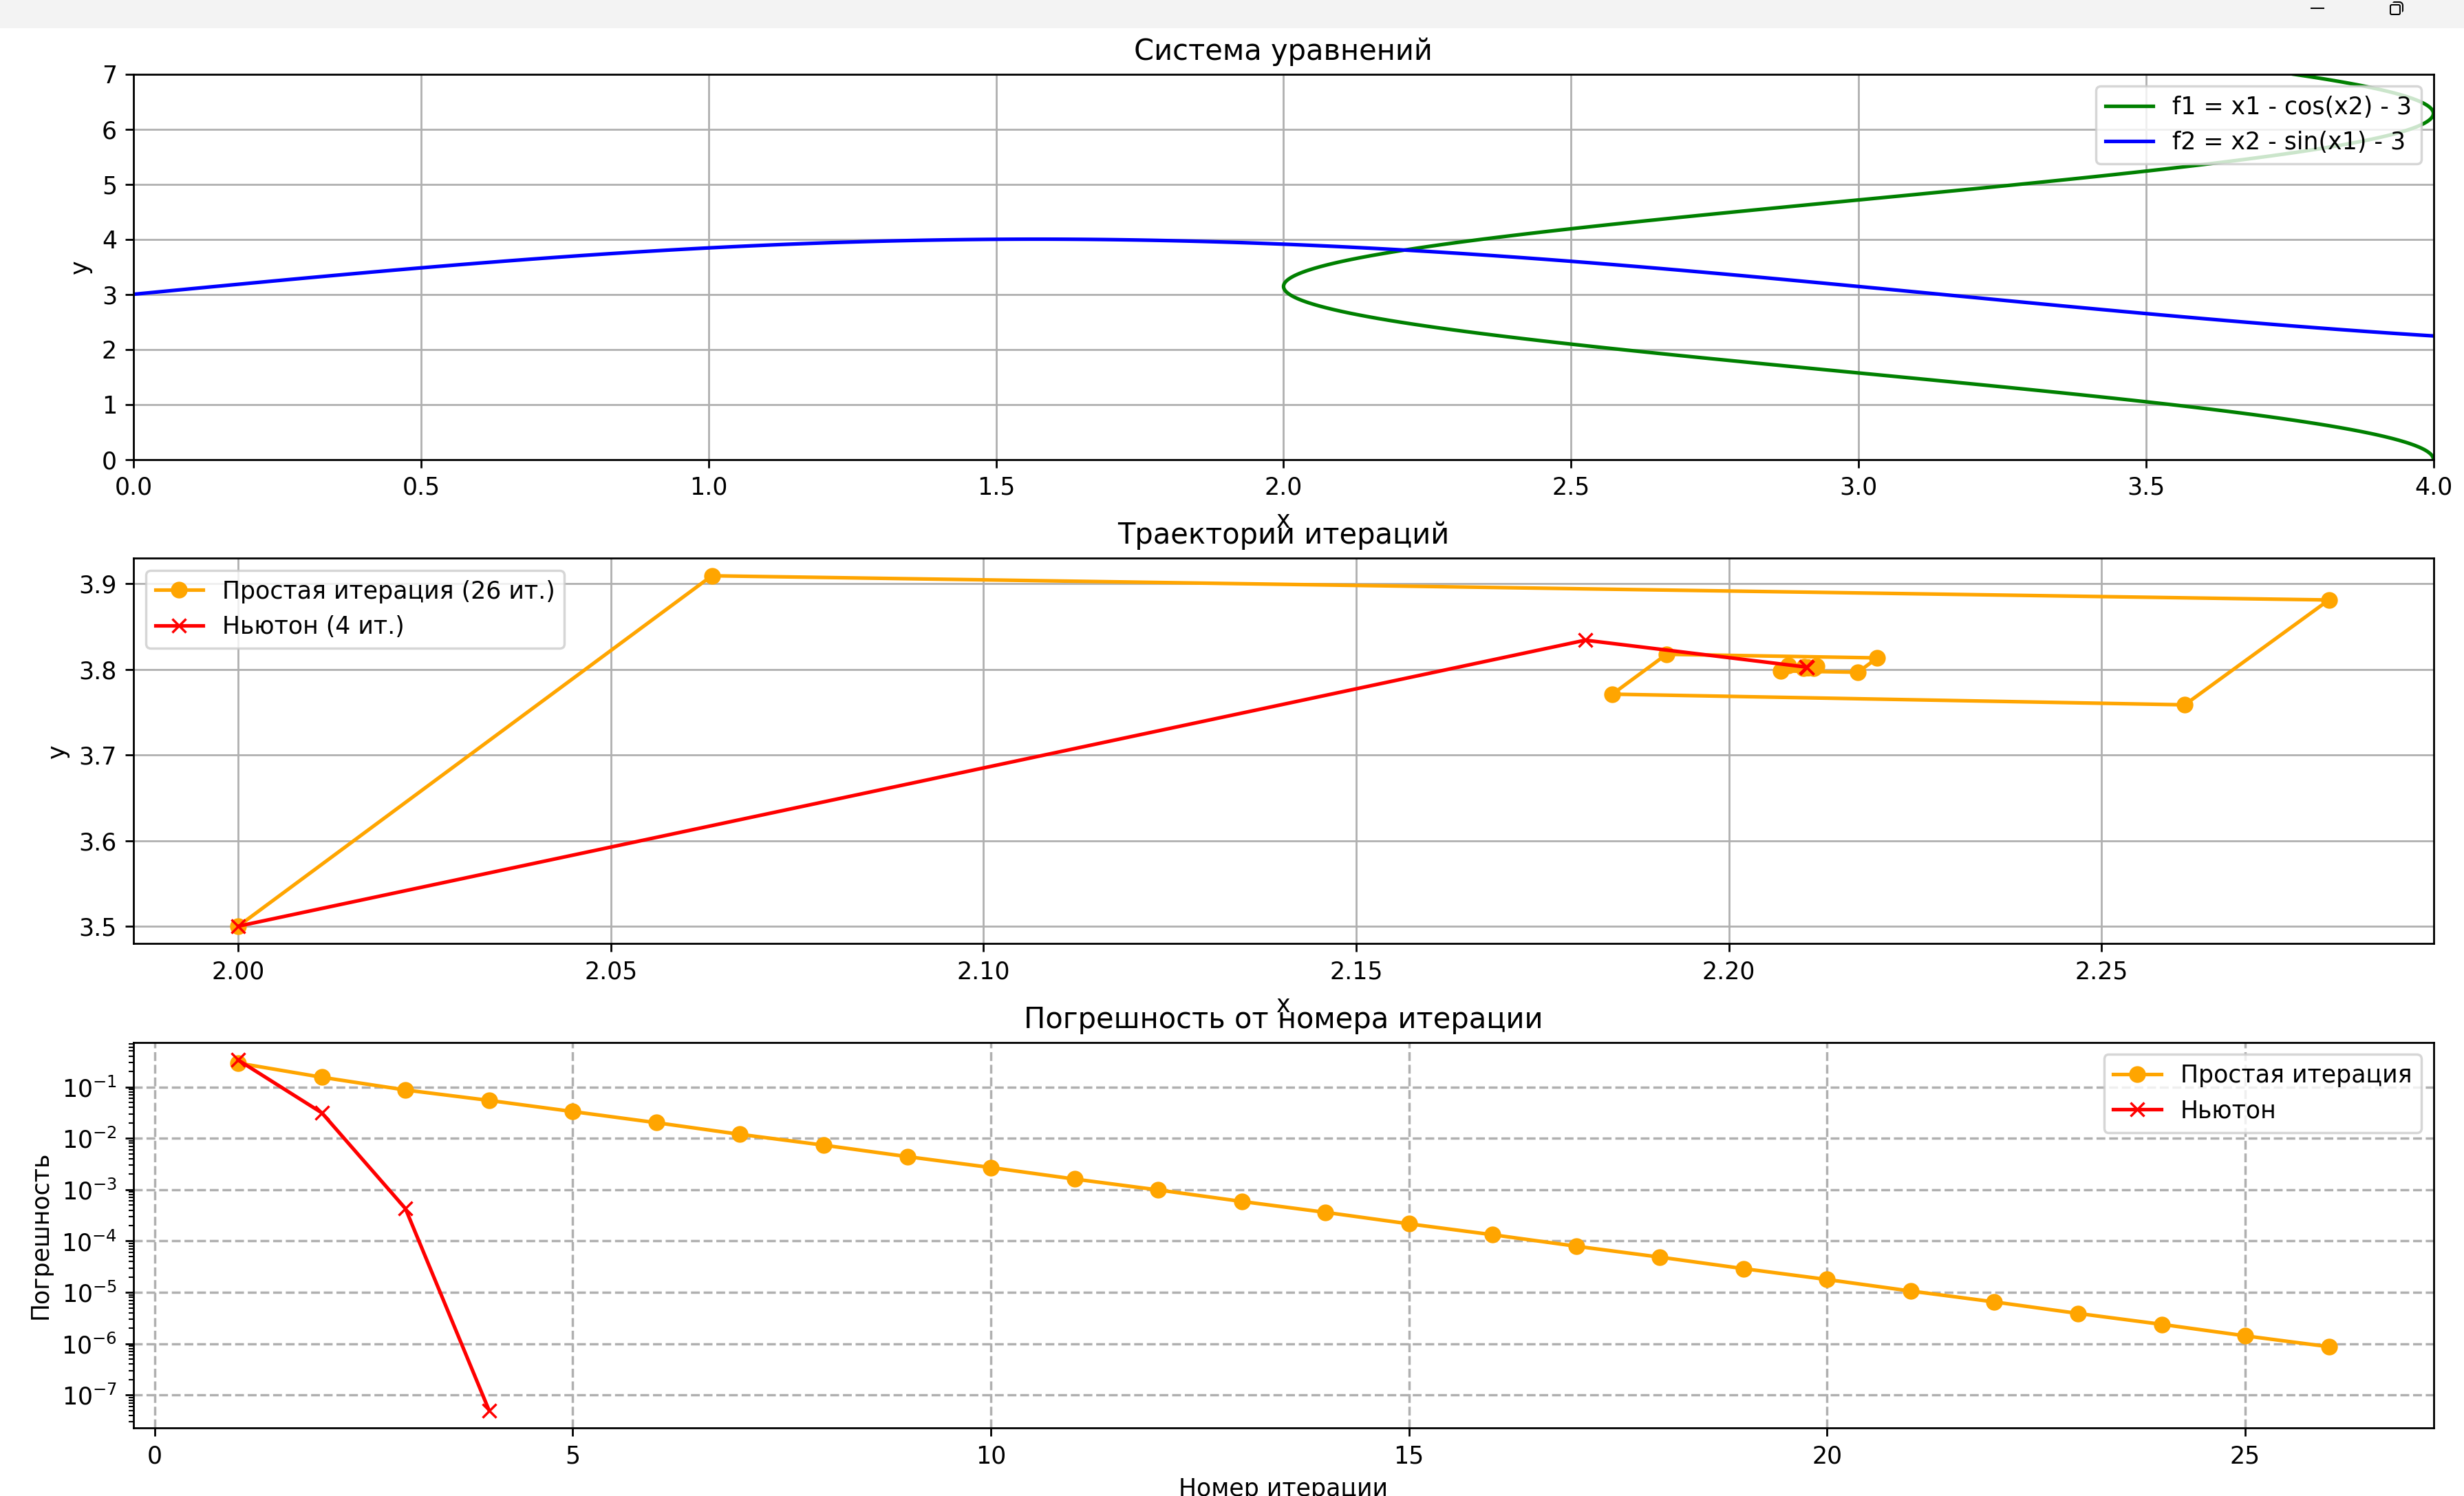 Система уравнений
7
6
5
4
3
2
1
0
y
f1 = x1 - cos(x2) - 3
f2 = x2 - sin(x1) - 3
0.0 0.5 1.0 1.5 2.0 2.5 3.0 3.5 4.0
x
Траектории итераций
3.9
3.8
3.7
3.6
3.5
y
Простая итерация (26 ит.)
Ньютон (4 ит.)
2.00 2.05 2.10 2.15 2.20 2.25
x
Погрешность от номера итерации
10⁻¹
10⁻²
10⁻³
10⁻⁴
10⁻⁵
10⁻⁶
10⁻⁷
Погрешность
Простая итерация
Ньютон
0 5 10 15 20 25
Номер итерации